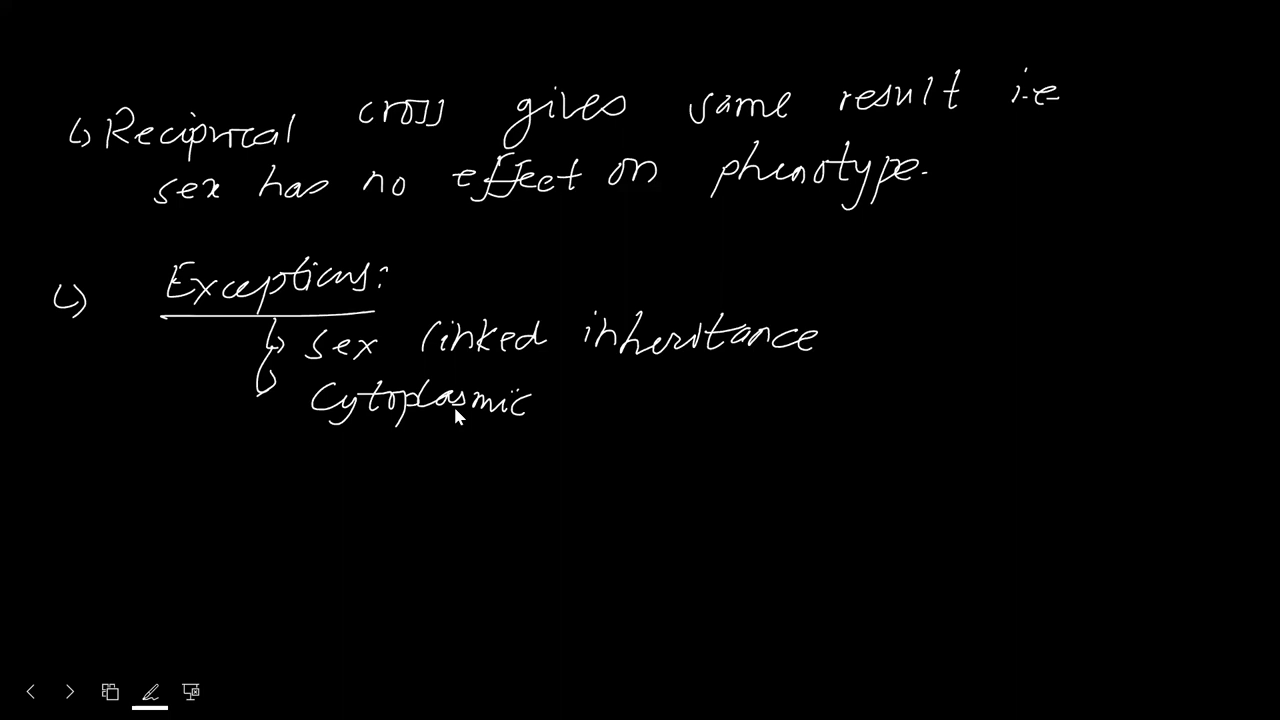 ↳ Reciprocal cross gives same result i.e
sex has no effect on phenotype.
↳ Exceptions:
↳ sex linked inheritance
↳ Cytoplasmic